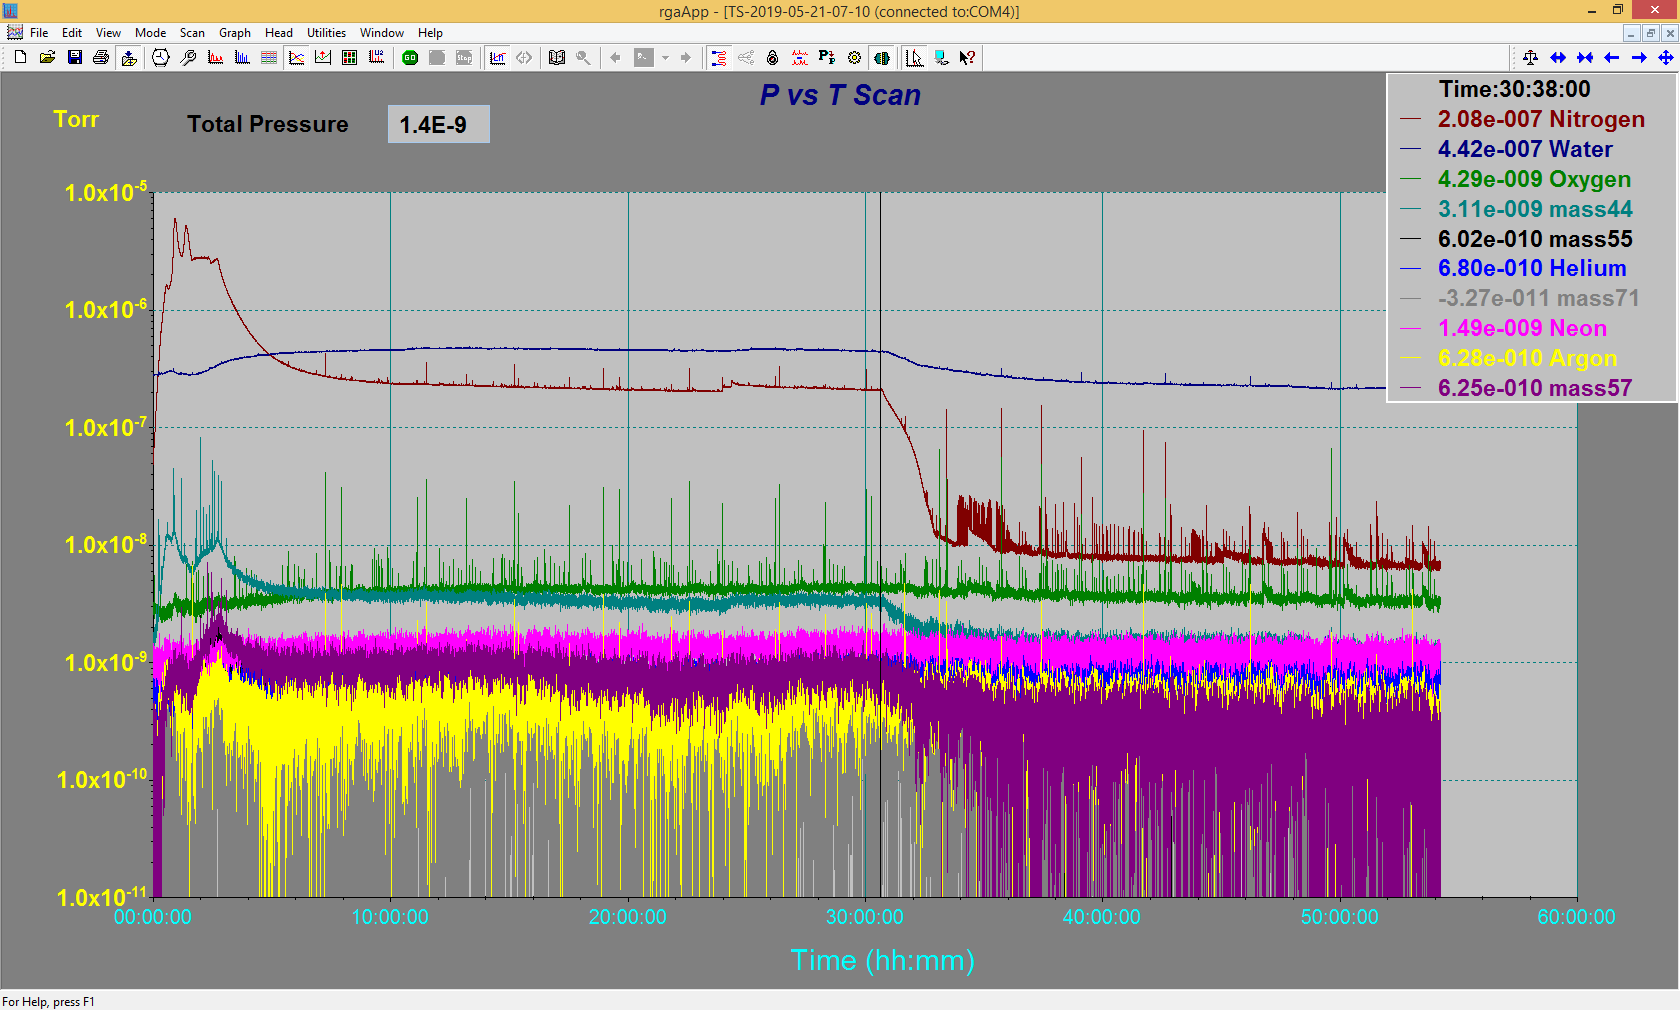 rgaApp - [TS-2019-05-21-07-10 (connected to:COM4)]
File Edit View Mode Scan Graph Head Utilities Window Help
GO Stop
P vs T Scan
Torr
Total Pressure 1.4E-9
Time:30:38:00
2.08e-007 Nitrogen
4.42e-007 Water
4.29e-009 Oxygen
3.11e-009 mass44
6.02e-010 mass55
6.80e-010 Helium
-3.27e-011 mass71
1.49e-009 Neon
6.28e-010 Argon
6.25e-010 mass57
1.0x10-5
1.0x10-6
1.0x10-7
1.0x10-8
1.0x10-9
1.0x10-10
1.0x10-11
00:00:00 10:00:00 20:00:00 30:00:00 40:00:00 50:00:00 60:00:00
Time (hh:mm)
For Help, press F1